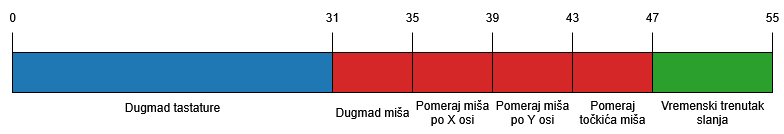 0 31 35 39 43 47 55
Dugmad tastature
Dugmad miša
Pomeraj miša
po X osi
Pomeraj miša
po Y osi
Pomeraj
točkića miša
Vremenski trenutak
slanja